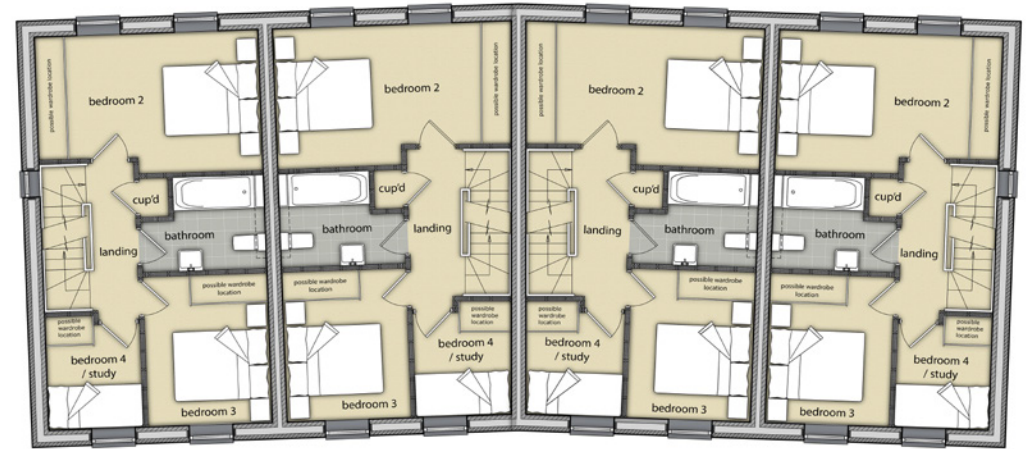 possible wardrobe location
bedroom 2
cup'd
bathroom
landing
possible wardrobe
location
possible
wardrobe
location
bedroom 4
/ study
bedroom 3
bedroom 2
possible wardrobe location
cup'd
bathroom
landing
possible wardrobe
location
possible
wardrobe
location
bedroom 4
/ study
bedroom 3
possible wardrobe location
bedroom 2
cup'd
bathroom
landing
possible
wardrobe
location
possible wardrobe
location
bedroom 4
/ study
bedroom 3
bedroom 2
possible wardrobe location
cup'd
bathroom
landing
possible wardrobe
location
possible
wardrobe
location
bedroom 4
/ study
bedroom 3